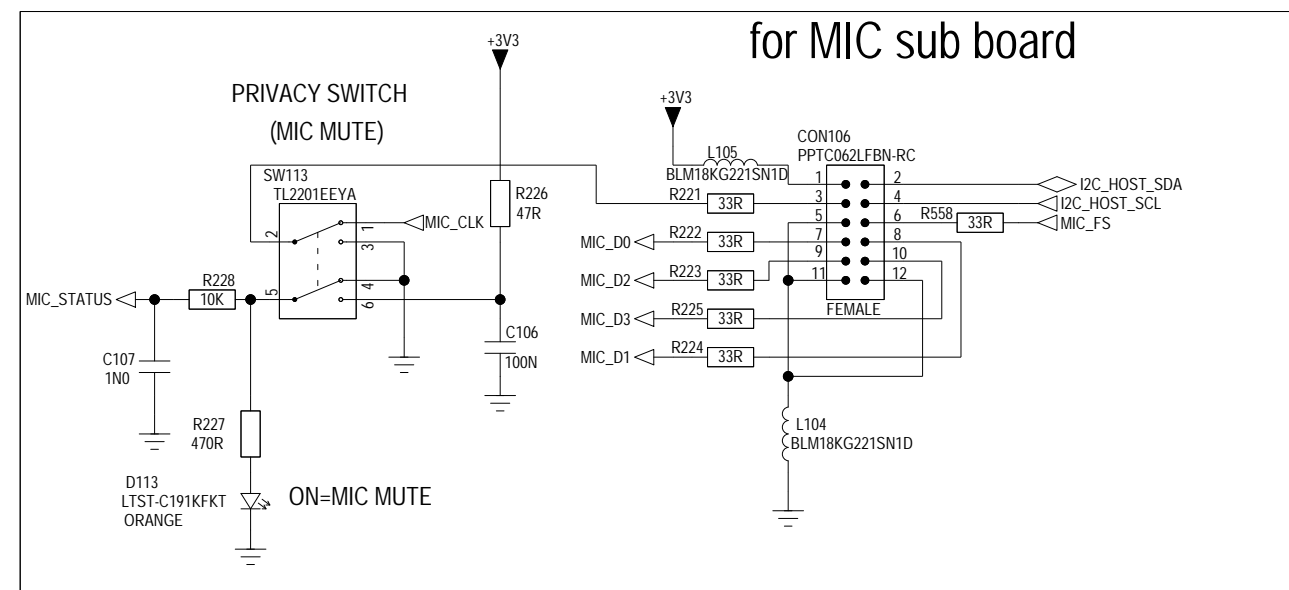 for MIC sub board
+3V3
PRIVACY SWITCH
(MIC MUTE)
+3V3
CON106
PPTC062LFBN-RC
L105
BLM18KG221SN1D
SW113
TL2201EEYA
R226
47R
1 2
I2C_HOST_SDA
R221 33R 3 4
I2C_HOST_SCL
2 1 MIC_CLK
3
5 6 R558 33R MIC_FS
MIC_D0 R222 33R 7 8
MIC_D2 R223 33R 9 10
11 12
MIC_STATUS R228 10K 5 4
6
FEMALE
MIC_D3 R225 33R
MIC_D1 R224 33R
C106
100N
C107
1N0
R227
470R
L104
BLM18KG221SN1D
D113
LTST-C191KFKT
ORANGE
ON=MIC MUTE